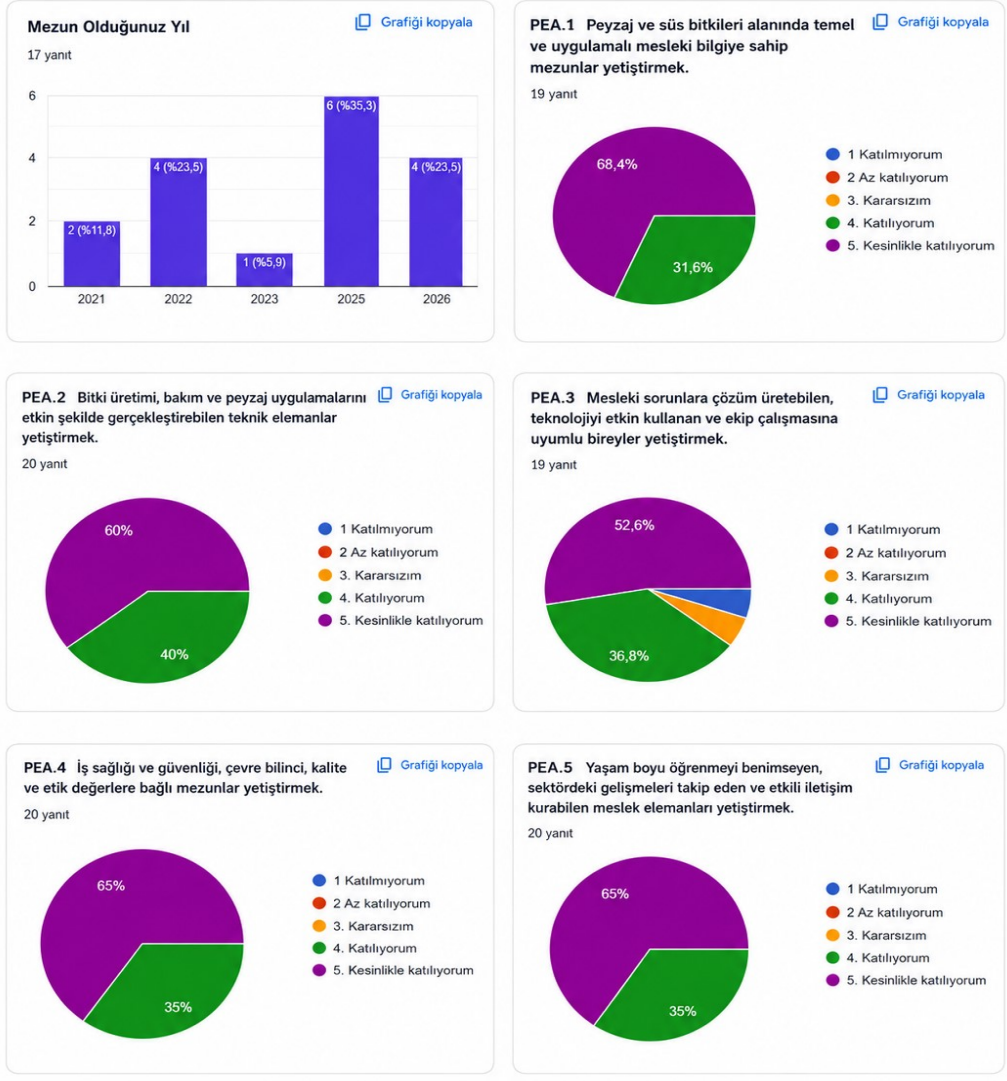 Mezun Olduğunuz Yıl
Grafiği kopyala
17 yanıt
6
4
2
0
2 (%11,8)
4 (%23,5)
1 (%5,9)
6 (%35,3)
4 (%23,5)
2021
2022
2023
2025
2026
PEA.1 Peyzaj ve süs bitkileri alanında temel
ve uygulamalı mesleki bilgiye sahip
mezunlar yetiştirmek.
Grafiği kopyala
19 yanıt
68,4%
31,6%
1 Katılmıyorum
2 Az katılıyorum
3. Kararsızım
4. Katılıyorum
5. Kesinlikle katılıyorum
PEA.2 Bitki üretimi, bakım ve peyzaj uygulamalarını
etkin şekilde gerçekleştirebilen teknik elemanlar
yetiştirmek.
Grafiği kopyala
20 yanıt
60%
40%
1 Katılmıyorum
2 Az katılıyorum
3. Kararsızım
4. Katılıyorum
5. Kesinlikle katılıyorum
PEA.3 Mesleki sorunlara çözüm üretebilen,
teknolojiyi etkin kullanan ve ekip çalışmasına
uyumlu bireyler yetiştirmek.
Grafiği kopyala
19 yanıt
52,6%
36,8%
1 Katılmıyorum
2 Az katılıyorum
3. Kararsızım
4. Katılıyorum
5. Kesinlikle katılıyorum
PEA.4 İş sağlığı ve güvenliği, çevre bilinci, kalite
ve etik değerlere bağlı mezunlar yetiştirmek.
Grafiği kopyala
20 yanıt
65%
35%
1 Katılmıyorum
2 Az katılıyorum
3. Kararsızım
4. Katılıyorum
5. Kesinlikle katılıyorum
PEA.5 Yaşam boyu öğrenmeyi benimseyen,
sektördeki gelişmeleri takip eden ve etkili iletişim
kurabilen meslek elemanları yetiştirmek.
Grafiği kopyala
20 yanıt
65%
35%
1 Katılmıyorum
2 Az katılıyorum
3. Kararsızım
4. Katılıyorum
5. Kesinlikle katılıyorum